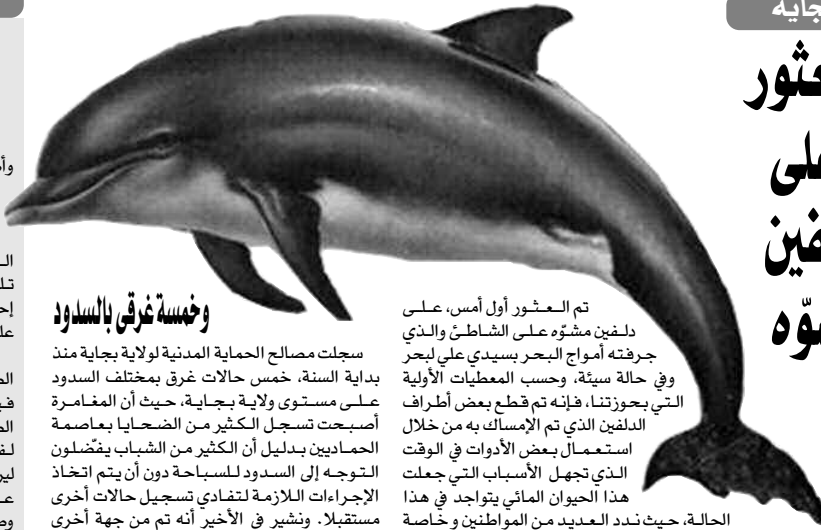 جاية
عثور
على
دلفين
مشوّه
تم العثور أول أمس، على
دلفين مشوّه على الشاطئ والذي
جرفته أمواج البحر بسيدي علي لبحر
وفي حالة سيئة، وحسب المعطيات الأولية
التي بحوزتنا، فإنه تم قطع بعض أطراف
الدلفين الذي تم الإمساك به من خلال
استعمال بعض الأدوات في الوقت
الذي تجهل الأسباب التي جعلت
هذا الحيوان المائي يتواجد في هذا
الحالة، حيث ندد العديد من المواطنين وخاصة
وخمسة غرقى بالسدود
سجلت مصالح الحماية المدنية لولاية بجاية منذ
بداية السنة، خمس حالات غرق بمختلف السدود
على مستوى ولاية بجاية، حيث أن المغامرة
أصبحت تسجل الكثير من الضحايا بعاصمة
الحماديين بدليل أن الكثير من الشباب يفضّلون
التوجه إلى السدود للسباحة دون أن يتم اتخاذ
الإجراءات اللازمة لتفادي تسجيل حالات أخرى
مستقبلا. ونشير في الأخير أنه تم من جهة أخرى